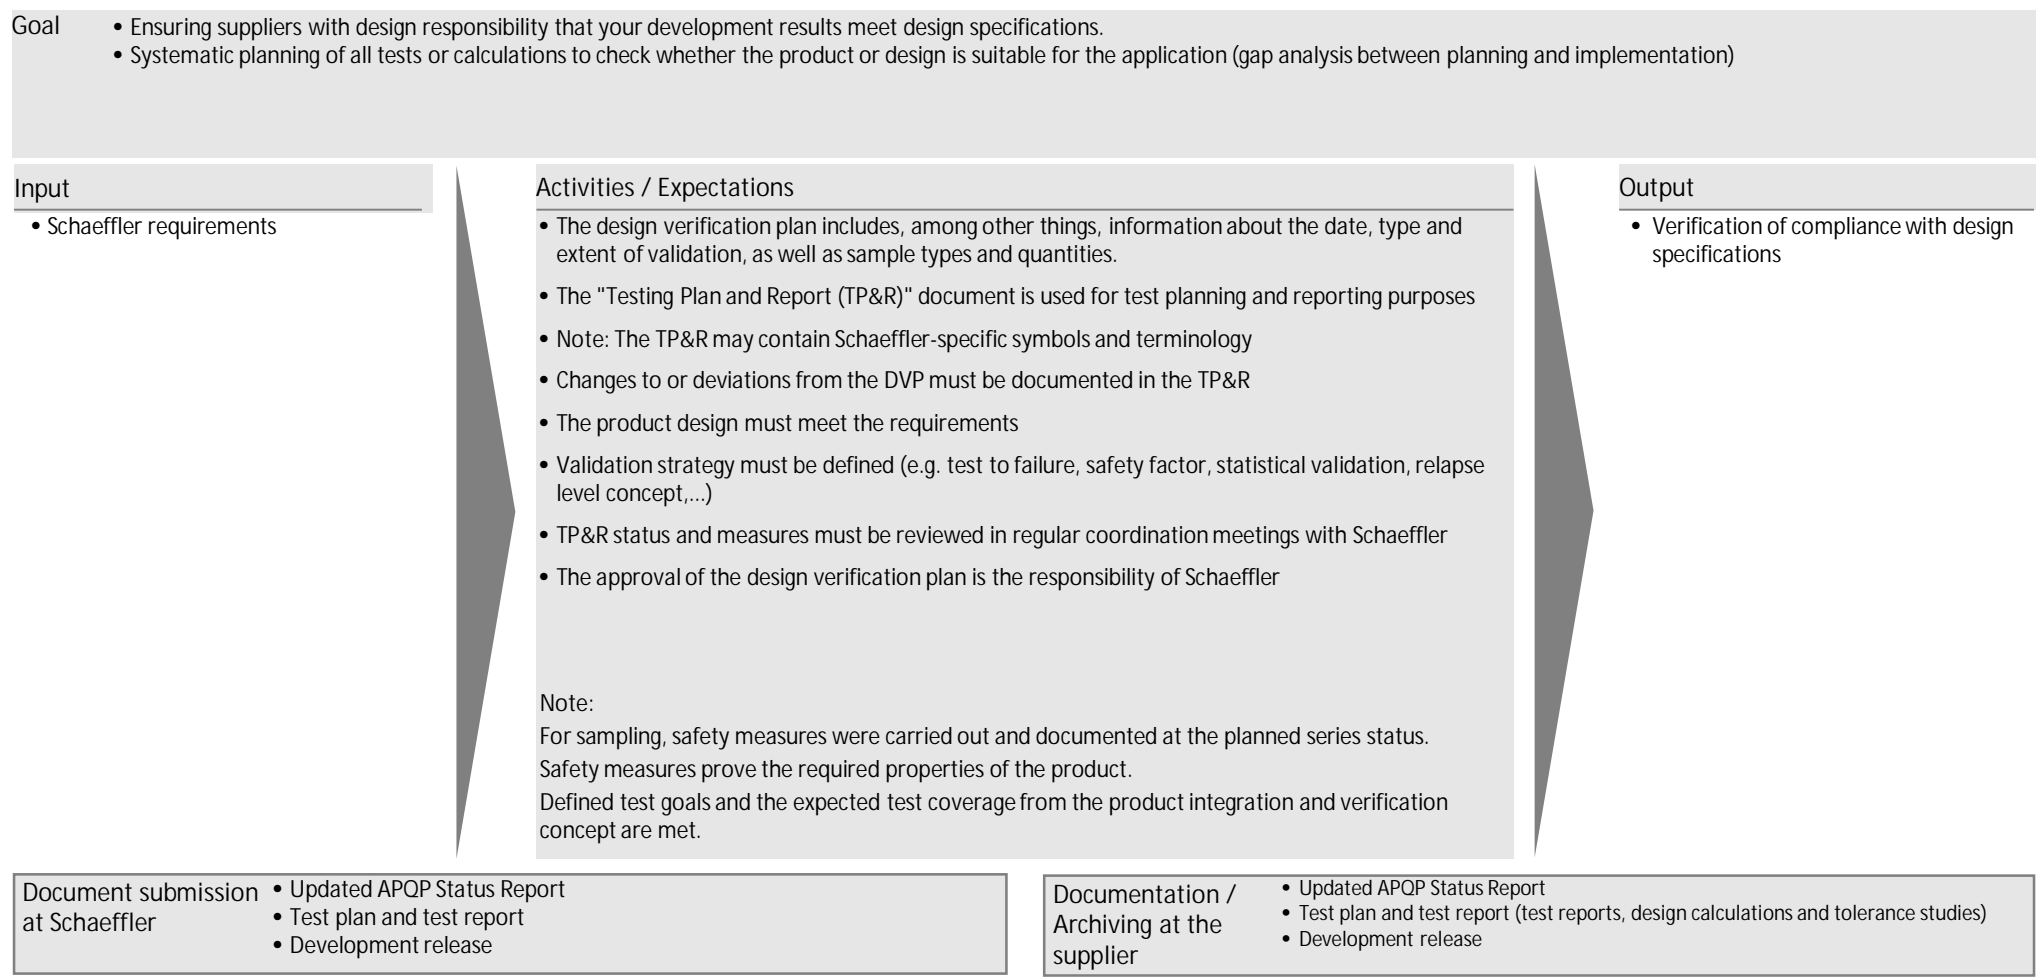 Goal
• Ensuring suppliers with design responsibility that your development results meet design specifications.
• Systematic planning of all tests or calculations to check whether the product or design is suitable for the application (gap analysis between planning and implementation)
Input
• Schaeffler requirements
Activities / Expectations
• The design verification plan includes, among other things, information about the date, type and
extent of validation, as well as sample types and quantities.
• The "Testing Plan and Report (TP&R)" document is used for test planning and reporting purposes
• Note: The TP&R may contain Schaeffler-specific symbols and terminology
• Changes to or deviations from the DVP must be documented in the TP&R
• The product design must meet the requirements
• Validation strategy must be defined (e.g. test to failure, safety factor, statistical validation, relapse
level concept,...)
• TP&R status and measures must be reviewed in regular coordination meetings with Schaeffler
• The approval of the design verification plan is the responsibility of Schaeffler
Note:
For sampling, safety measures were carried out and documented at the planned series status.
Safety measures prove the required properties of the product.
Defined test goals and the expected test coverage from the product integration and verification
concept are met.
Output
• Verification of compliance with design
specifications
Document submission
at Schaeffler
• Updated APQP Status Report
• Test plan and test report
• Development release
Documentation /
Archiving at the
supplier
• Updated APQP Status Report
• Test plan and test report (test reports, design calculations and tolerance studies)
• Development release